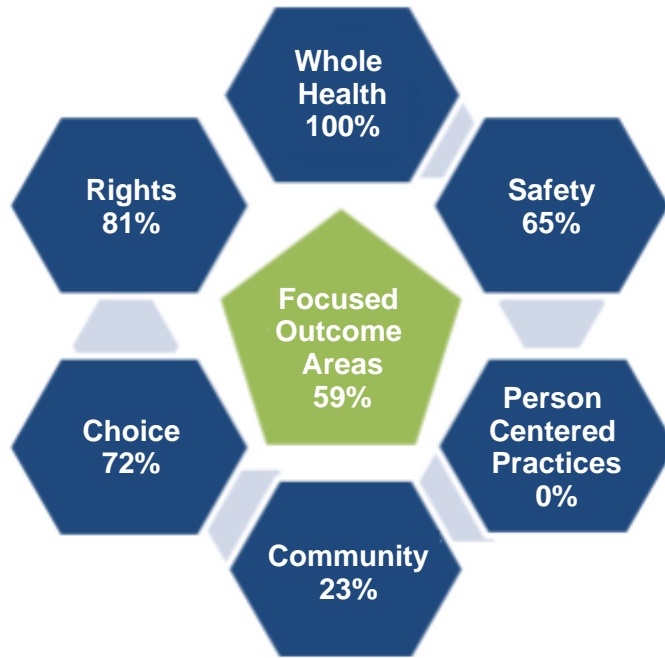 Whole
Health
100%
Rights
81%
Safety
65%
Focused
Outcome
Areas
59%
Choice
72%
Person
Centered
Practices
0%
Community
23%